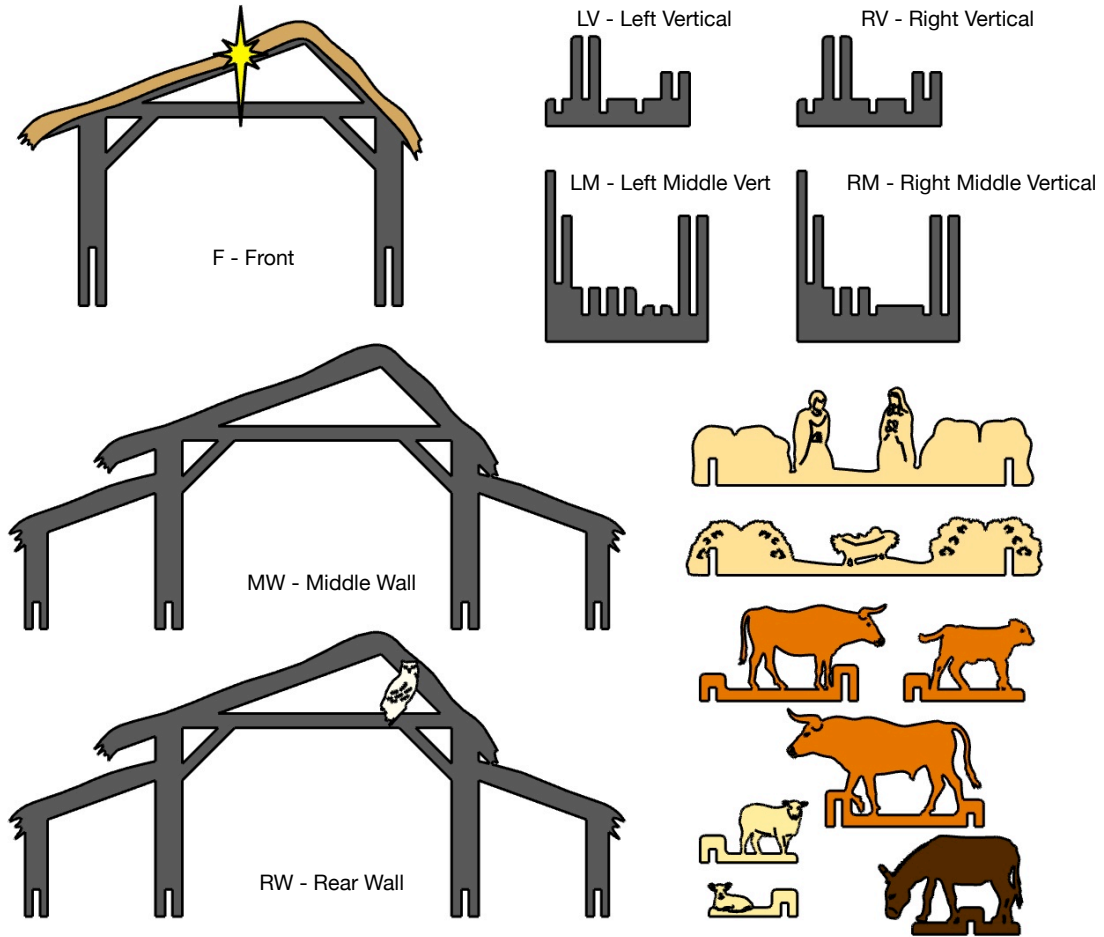 LV - Left Vertical
RV - Right Vertical
LM - Left Middle Vert
RM - Right Middle Vertical
F - Front
MW - Middle Wall
RW - Rear Wall